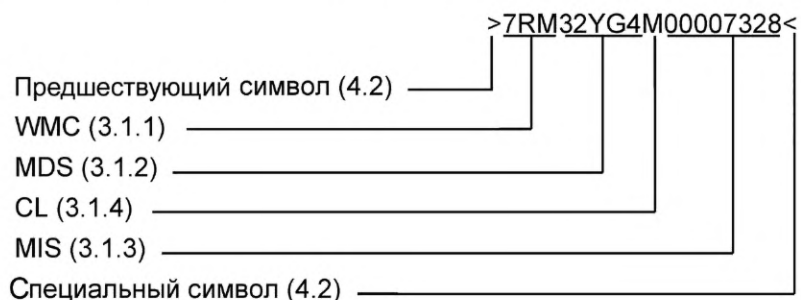 >7RM32YG4M00007328<
Предшествующий символ (4.2)
WMC (3.1.1)
MDS (3.1.2)
CL (3.1.4)
MIS (3.1.3)
Специальный символ (4.2)